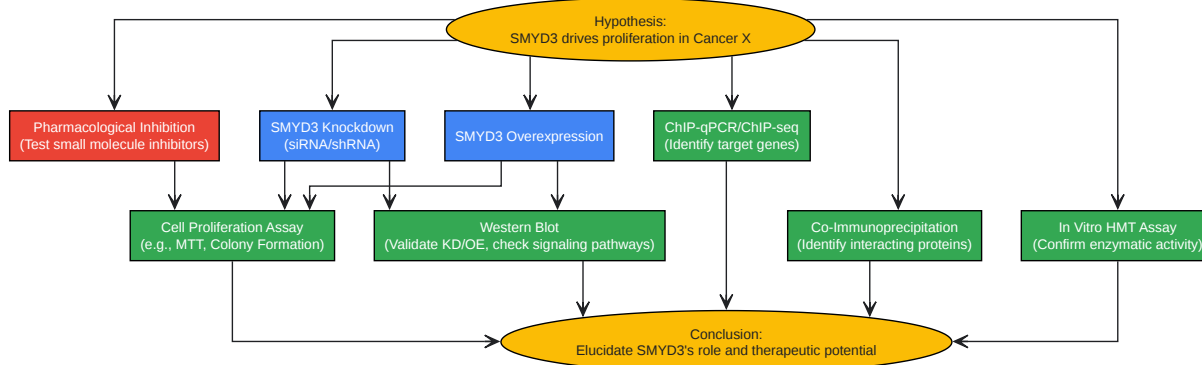 Hypothesis:
SMYD3 drives proliferation in Cancer X
Pharmacological Inhibition
(Test small molecule inhibitors)
SMYD3 Knockdown
(siRNA/shRNA)
SMYD3 Overexpression
ChIP-qPCR/ChIP-seq
(Identify target genes)
Cell Proliferation Assay
(e.g., MTT, Colony Formation)
Western Blot
(Validate KD/OE, check signaling pathways)
Co-Immunoprecipitation
(Identify interacting proteins)
In Vitro HMT Assay
(Confirm enzymatic activity)
Conclusion:
Elucidate SMYD3's role and therapeutic potential